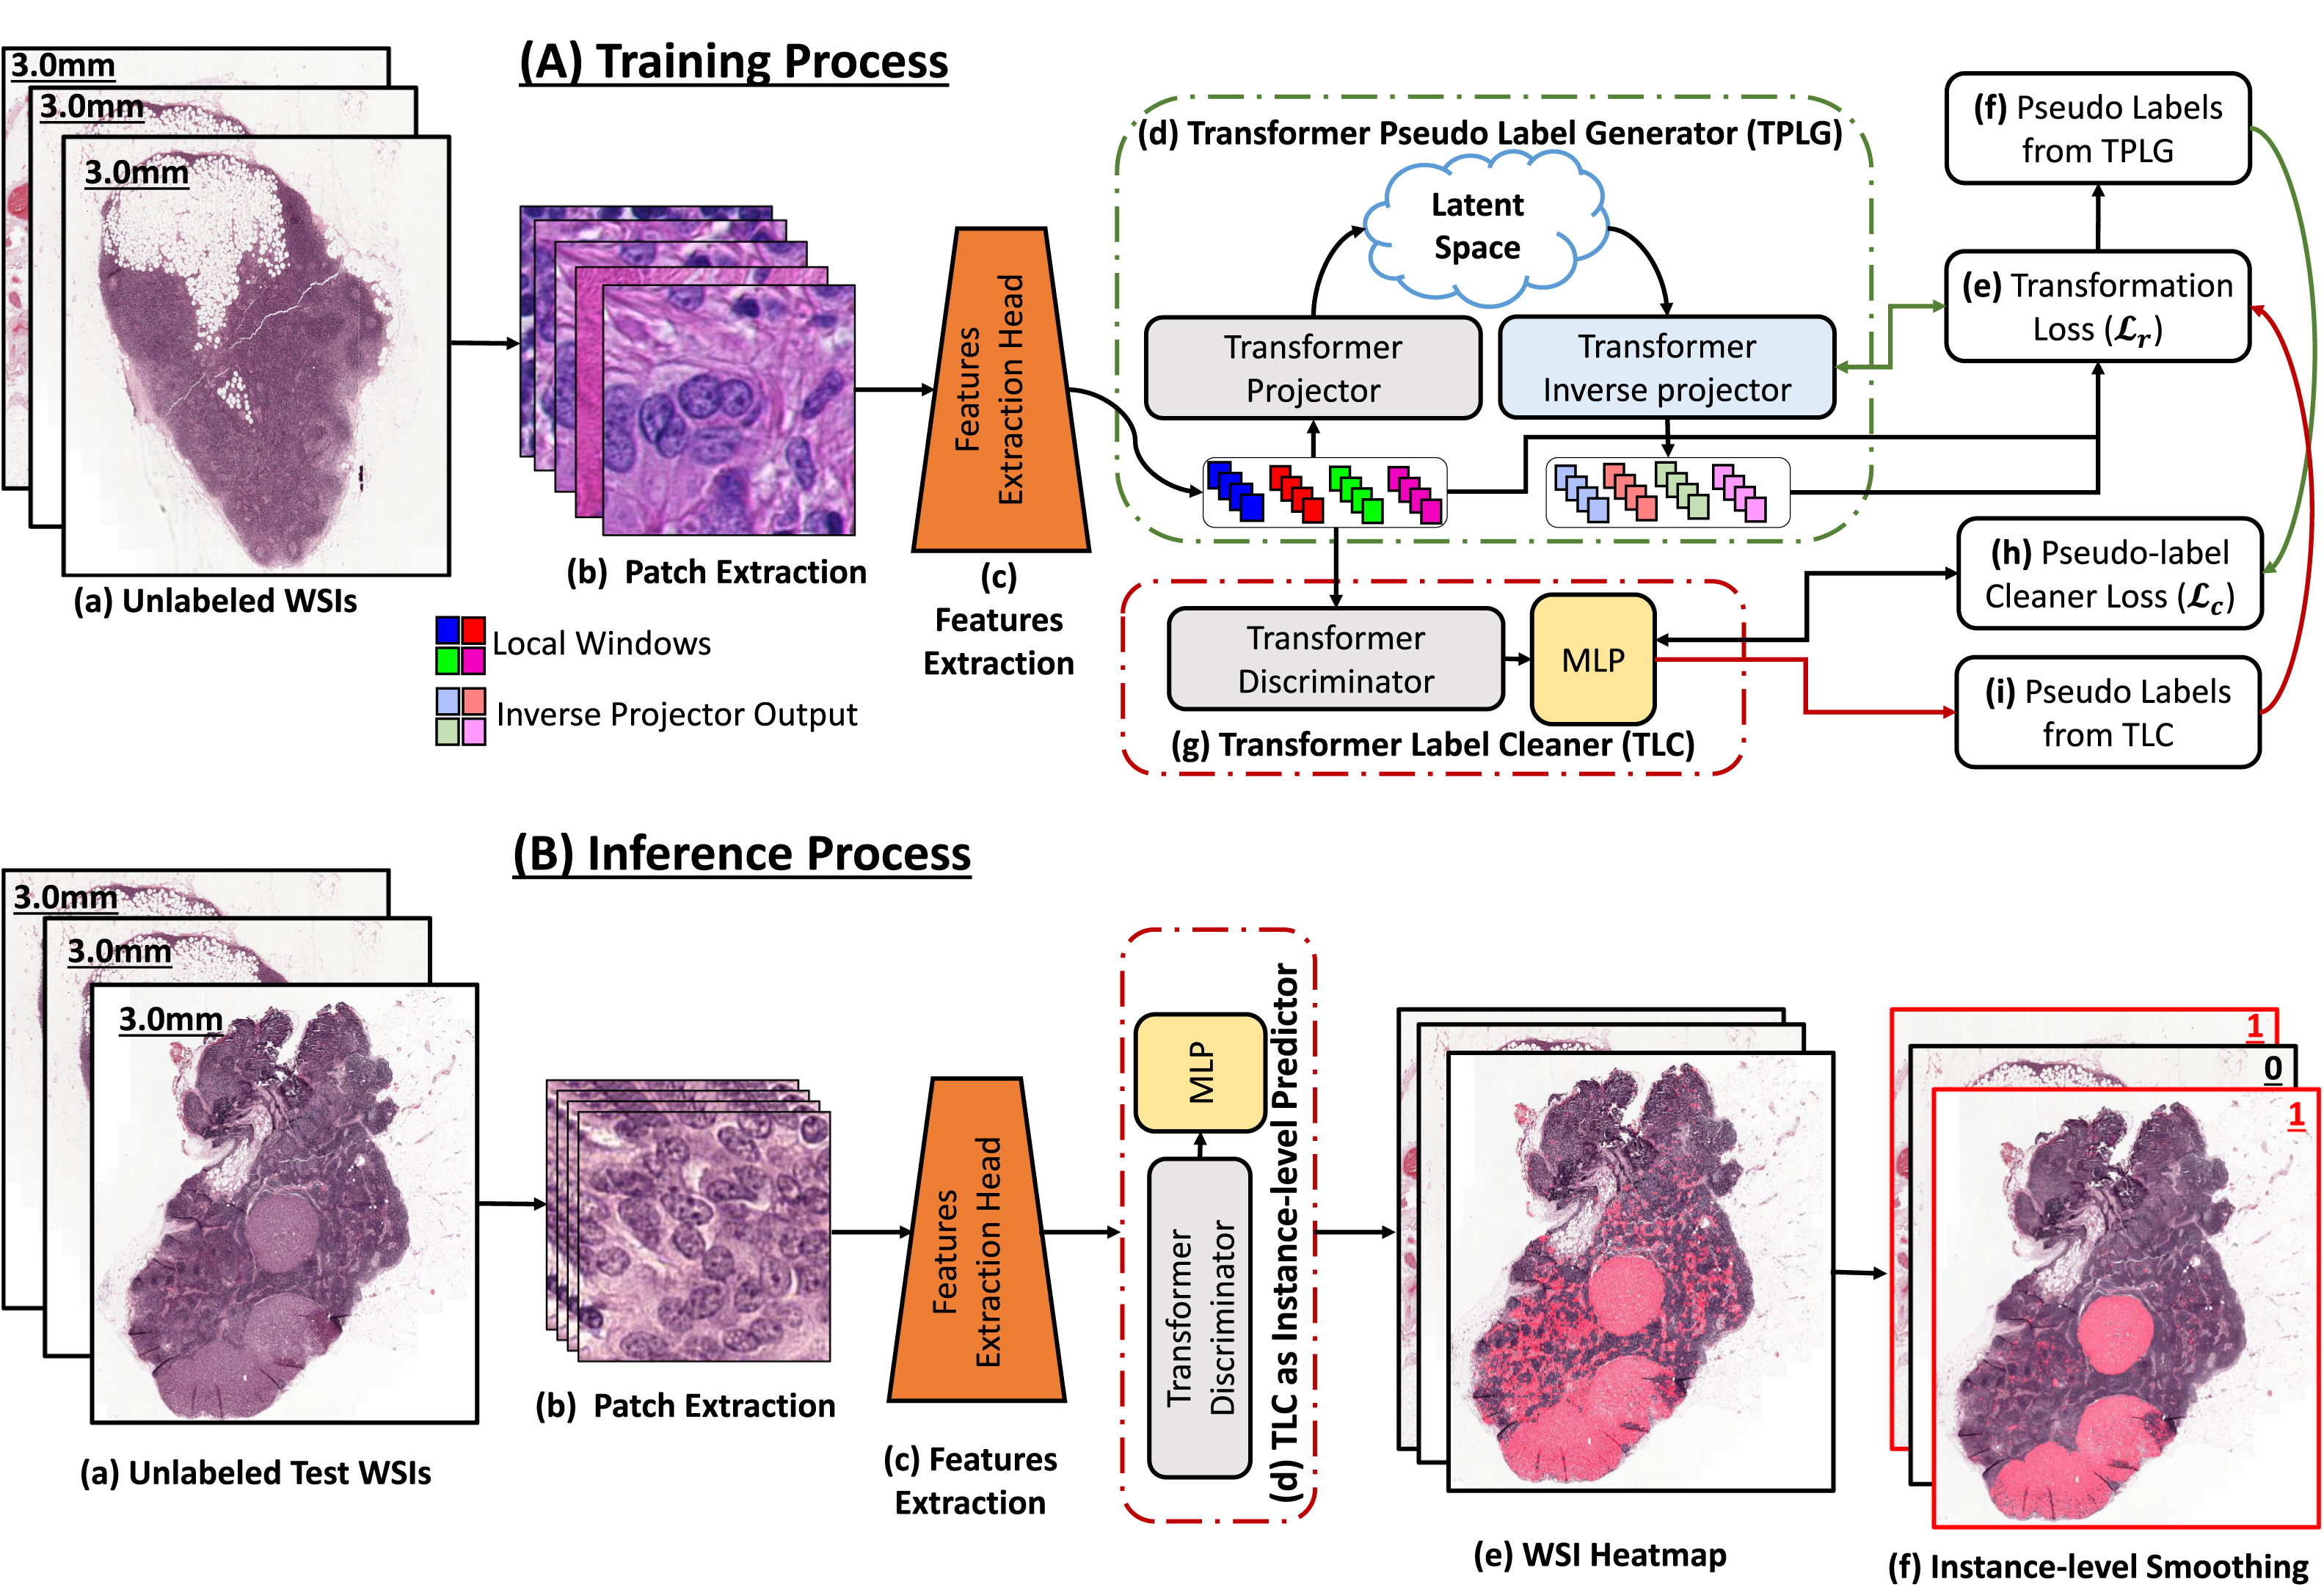 (A) Training Process
3.0mm
3.0mm
3.0mm
(a) Unlabeled WSIs
(b) Patch Extraction
Features
Extraction Head
(c)
Features
Extraction
Local Windows
Inverse Projector Output
(d) Transformer Pseudo Label Generator (TPLG)
Latent
Space
Transformer
Projector
Transformer
Inverse projector
(f) Pseudo Labels
from TPLG
(e) Transformation
Loss (ℒr)
(h) Pseudo-label
Cleaner Loss (ℒc)
(i) Pseudo Labels
from TLC
Transformer
Discriminator
MLP
(g) Transformer Label Cleaner (TLC)
(B) Inference Process
3.0mm
3.0mm
3.0mm
(a) Unlabeled Test WSIs
(b) Patch Extraction
Features
Extraction Head
(c) Features
Extraction
MLP
Transformer
Discriminator
(d) TLC as Instance-level Predictor
(e) WSI Heatmap
1
0
1
(f) Instance-level Smoothing